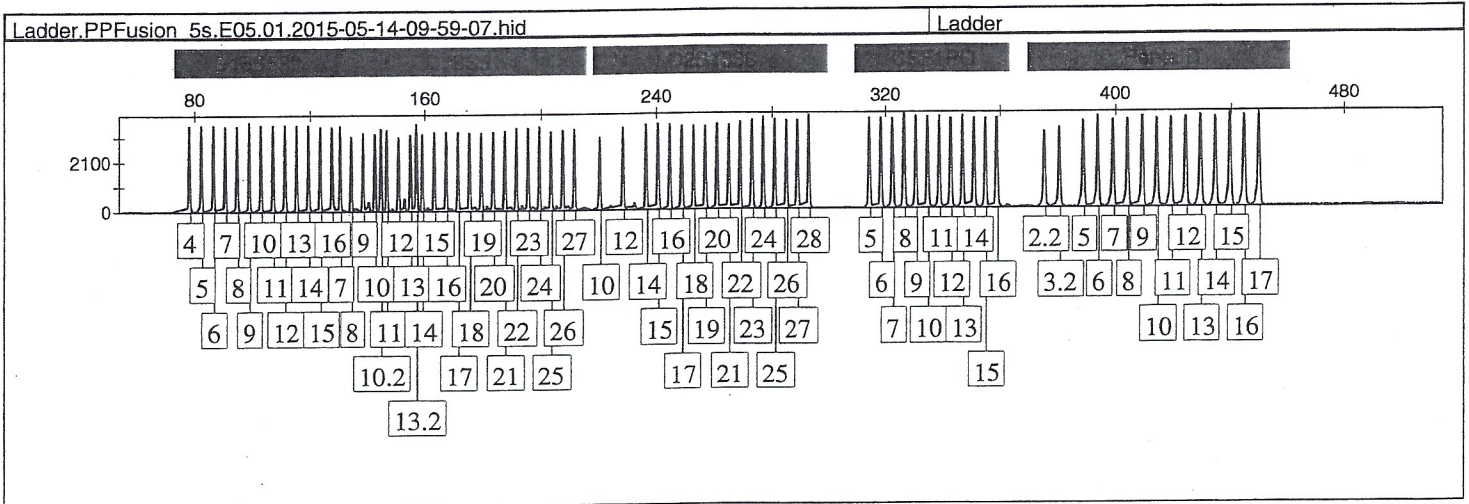 Ladder.PPFusion 5s.E05.01.2015-05-14-09-59-07.hid Ladder
80 160 240 320 400 480
2100
0
4 7 10 13 16 9 12 15 19 23 27 12 16 20 24 28 5 8 11 14 2.2 5 7 9 12 15
5 8 11 14 7 10 13 16 20 24 10 14 18 22 26 6 9 12 16 3.2 6 8 11 14 17
6 9 12 15 8 11 14 18 22 26 15 19 23 27 7 10 13 10 13 16
10.2 17 21 25 17 21 25 15
13.2